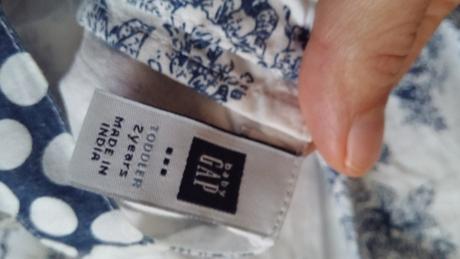 baby
GAP
TODDLER
2years
MADE IN
INDIA